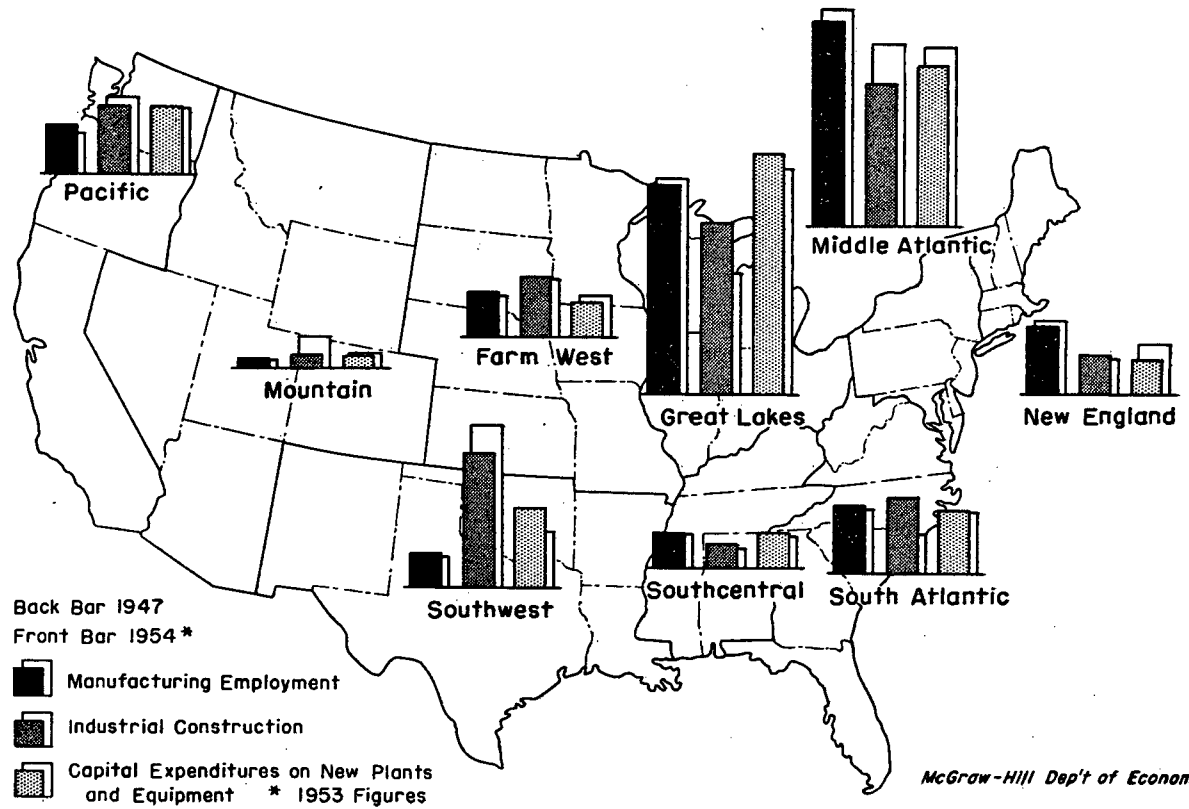 Pacific
Middle Atlantic
Farm West
Mountain
Great Lakes
New England
Southwest
Southcentral
South Atlantic
Back Bar 1947
Front Bar 1954*
Manufacturing Employment
Industrial Construction
Capital Expenditures on New Plants
and Equipment * 1953 Figures
McGraw-Hill Dep't of Econom